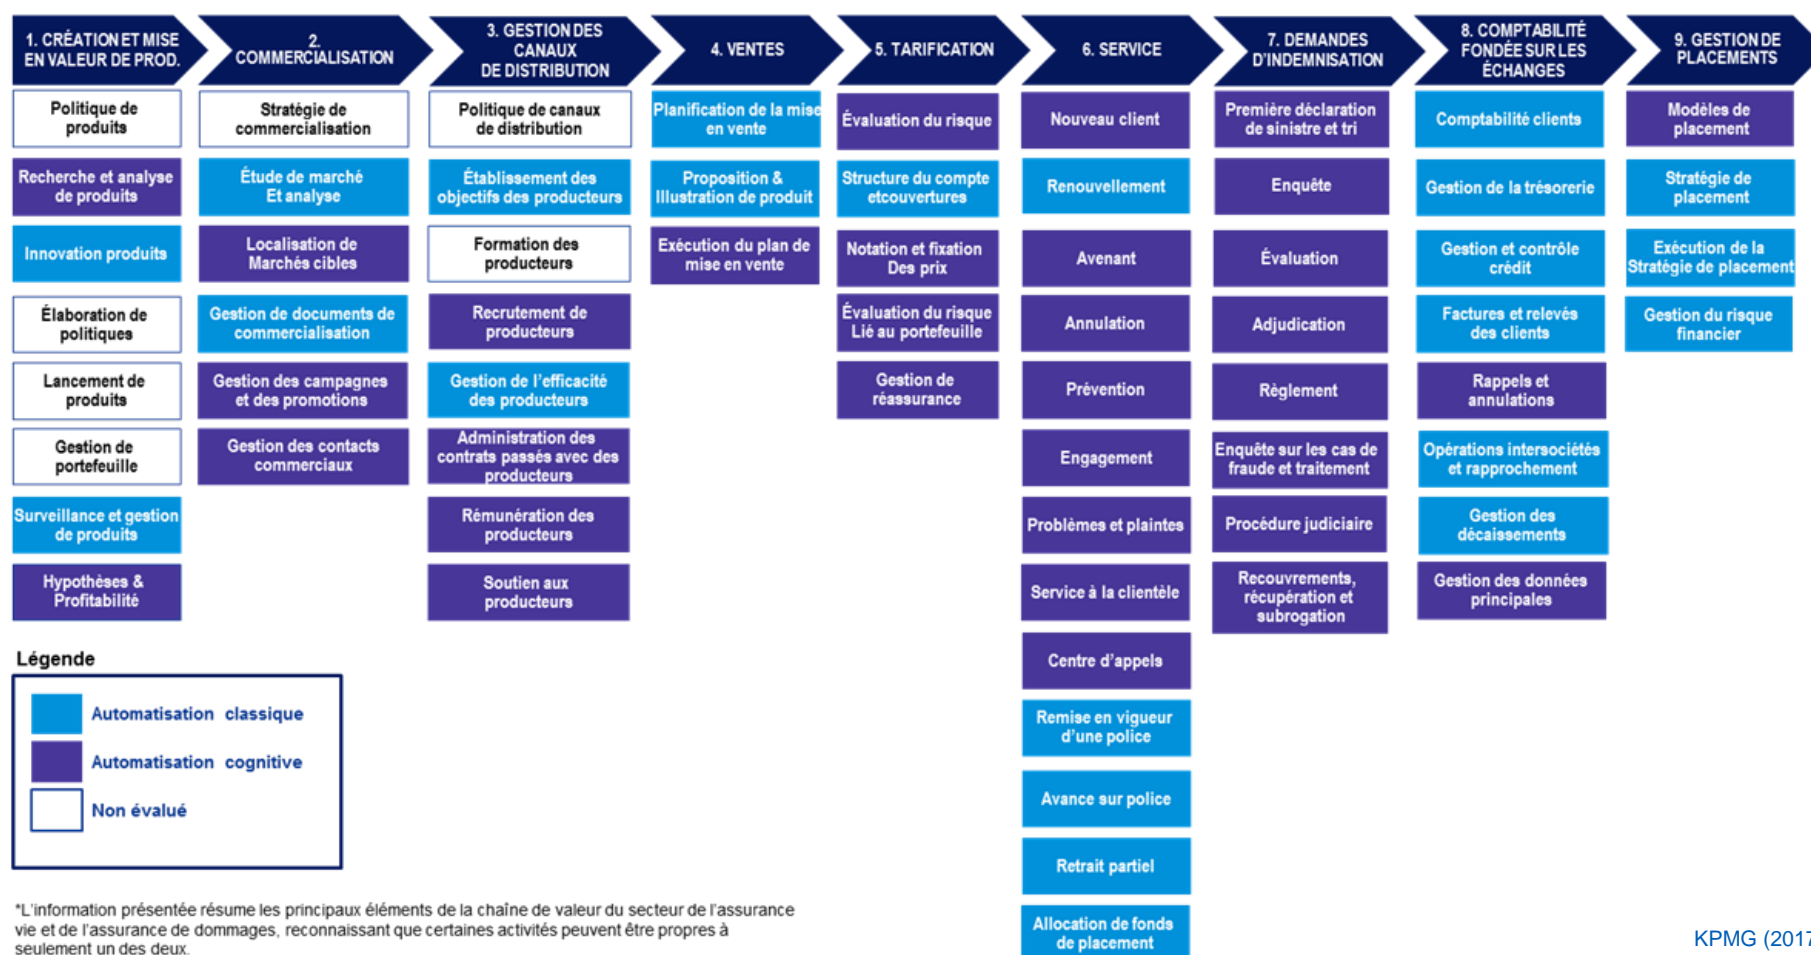 1. CRÉATION ET MISE
EN VALEUR DE PROD.
2.
COMMERCIALISATION
3. GESTION DES
CANAUX
DE DISTRIBUTION
4. VENTES
5. TARIFICATION
6. SERVICE
7. DEMANDES
D'INDEMNISATION
8. COMPTABILITÉ
FONDÉE SUR LES
ÉCHANGES
9. GESTION DE
PLACEMENTS
Politique de
produits
Recherche et analyse
de produits
Innovation produits
Élaboration de
politiques
Lancement de
produits
Gestion de
portefeuille
Surveillance et gestion
de produits
Hypothèses &
Profitabilité
Stratégie de
commercialisation
Étude de marché
Et analyse
Localisation de
Marchés cibles
Gestion de documents de
commercialisation
Gestion des campagnes
et des promotions
Gestion des contacts
commerciaux
Politique de canaux
de distribution
Établissement des
objectifs des producteurs
Formation des
producteurs
Recrutement de
producteurs
Gestion de l'efficacité
des producteurs
Administration des
contrats passés avec des
producteurs
Rémunération des
producteurs
Soutien aux
producteurs
Planification de la mise
en vente
Proposition &
Illustration de produit
Exécution du plan de
mise en vente
Évaluation du risque
Structure du compte
etcouvertures
Notation et fixation
Des prix
Évaluation du risque
Lié au portefeuille
Gestion de
réassurance
Nouveau client
Renouvellement
Avenant
Annulation
Prévention
Engagement
Problèmes et plaintes
Service à la clientèle
Centre d'appels
Remise en vigueur
d'une police
Avance sur police
Retrait partiel
Allocation de fonds
de placement
Première déclaration
de sinistre et tri
Enquête
Évaluation
Adjudication
Règlement
Enquête sur les cas de
fraude et traitement
Procédure judiciaire
Recouvrements,
récupération et
subrogation
Comptabilité clients
Gestion de la trésorerie
Gestion et contrôle
crédit
Factures et relevés
des clients
Rappels et
annulations
Opérations intersociétés
et rapprochement
Gestion des
décaissements
Gestion des données
principales
Modèles de
placement
Stratégie de
placement
Exécution de la
Stratégie de placement
Gestion du risque
financier
Légende
Automatisation classique
Automatisation cognitive
Non évalué
*L'information présentée résume les principaux éléments de la chaîne de valeur du secteur de l'assurance
vie et de l'assurance de dommages, reconnaissant que certaines activités peuvent être propres à
seulement un des deux.
KPMG (2017